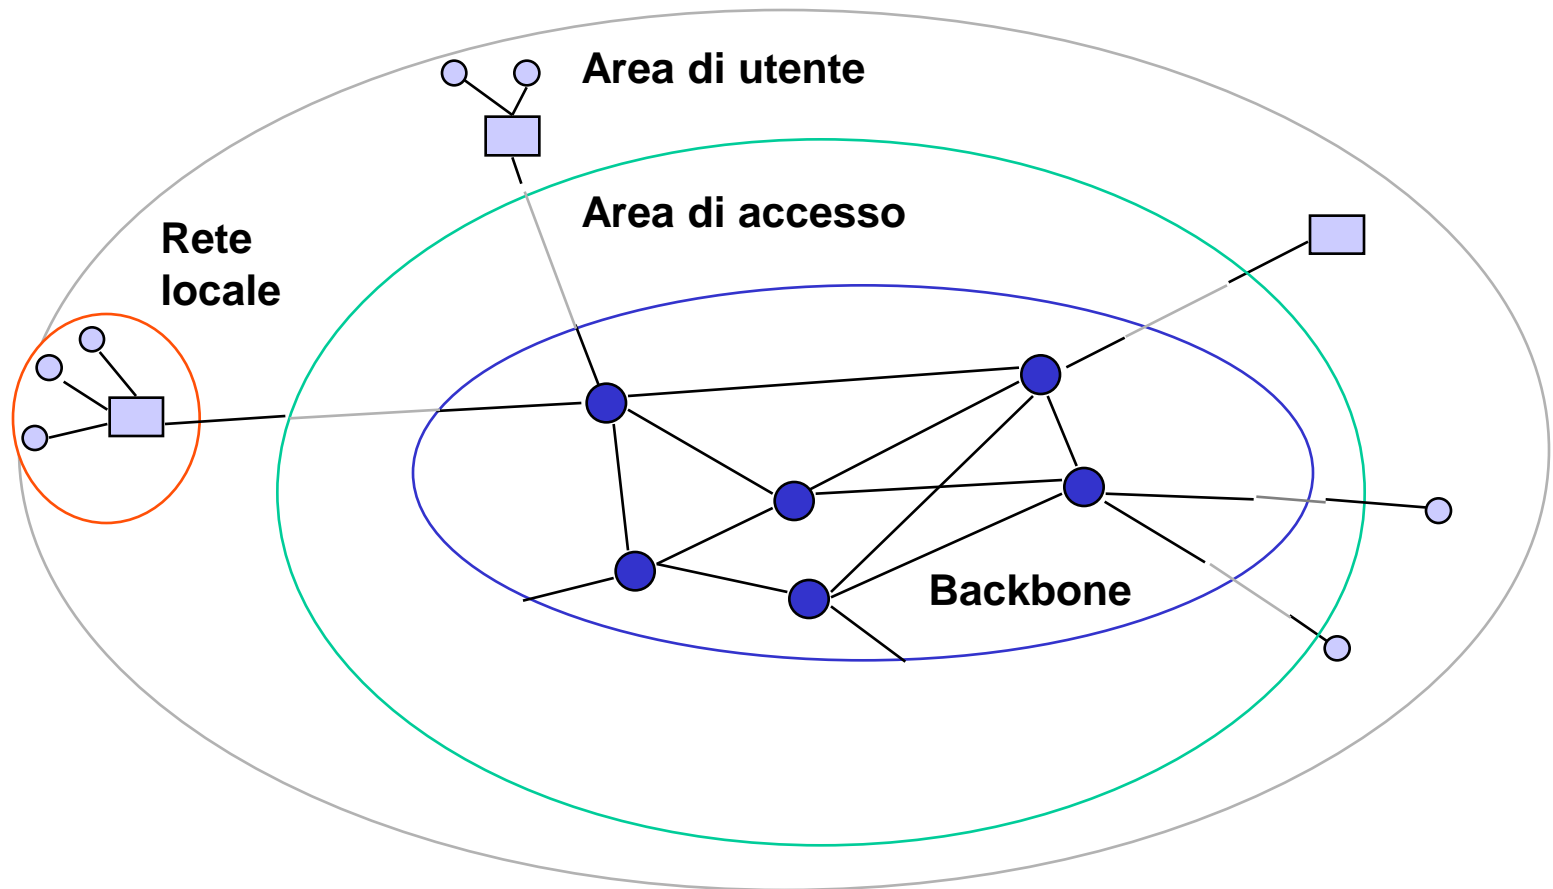 Area di utente
Area di accesso
Rete
locale
Backbone